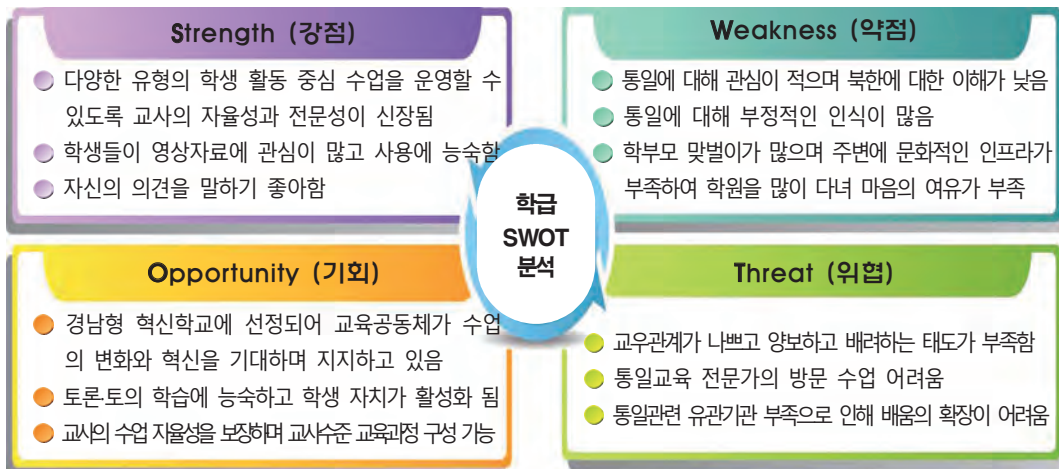 Strength (강점)
다양한 유형의 학생 활동 중심 수업을 운영할 수
있도록 교사의 자율성과 전문성이 신장됨
학생들이 영상자료에 관심이 많고 사용에 능숙함
자신의 의견을 말하기 좋아함
Weakness (약점)
통일에 대해 관심이 적으며 북한에 대한 이해가 낮음
통일에 대해 부정적인 인식이 많음
학부모 맞벌이가 많으며 주변에 문화적인 인프라가
부족하여 학원을 많이 다녀 마음의 여유가 부족
학급
SWOT
분석
Opportunity (기회)
경남형 혁신학교에 선정되어 교육공동체가 수업
의 변화와 혁신을 기대하며 지지하고 있음
토론·토의 학습에 능숙하고 학생 자치가 활성화 됨
교사의 수업 자율성을 보장하며 교사수준 교육과정 구성 가능
Threat (위협)
교우관계가 나쁘고 양보하고 배려하는 태도가 부족함
통일교육 전문가의 방문 수업 어려움
통일관련 유관기관 부족으로 인해 배움의 확장이 어려움